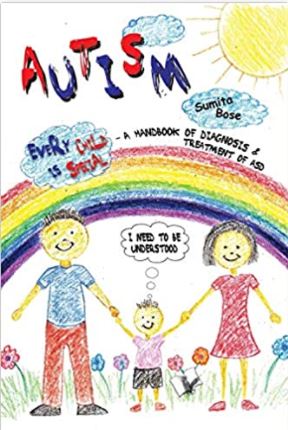 AUTISM
Sumita
Bose
EVERY CHILD
IS SPECIAL
- A HANDBOOK OF DIAGNOSIS &
TREATMENT OF ASD
I NEED TO BE
UNDERSTOOD